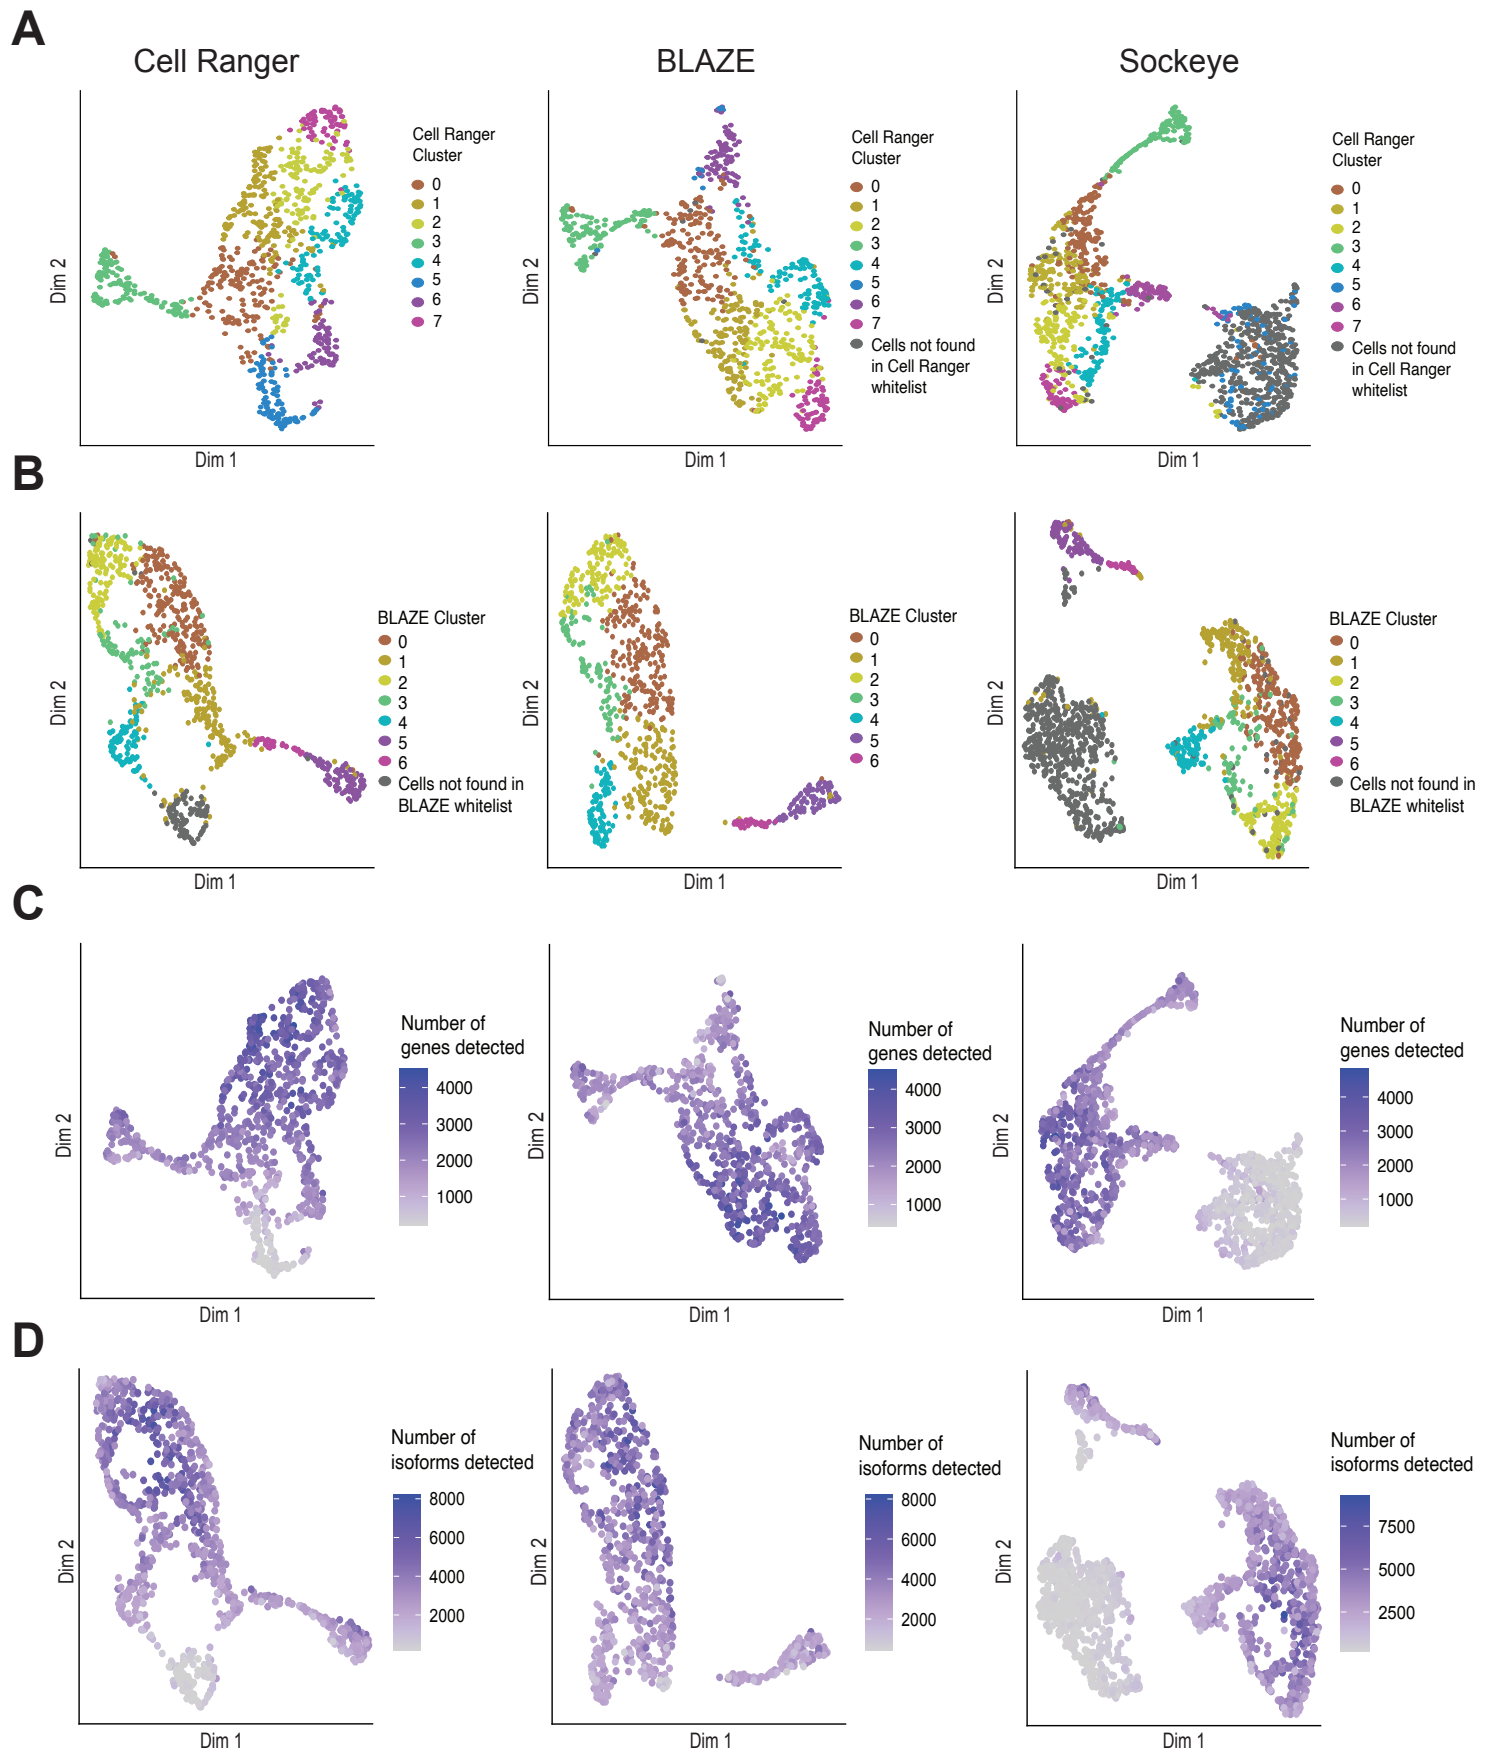 A
Cell Ranger
BLAZE
Sockeye
Dim 2
Dim 1
Cell Ranger
Cluster
0
1
2
3
4
5
6
7
Dim 2
Dim 1
Cell Ranger
Cluster
0
1
2
3
4
5
6
7
Cells not found
in Cell Ranger
whitelist
Dim 2
Dim 1
Cell Ranger
Cluster
0
1
2
3
4
5
6
7
Cells not found
in Cell Ranger
whitelist
B
Dim 2
Dim 1
BLAZE Cluster
0
1
2
3
4
5
6
Cells not found in
BLAZE whitelist
Dim 2
Dim 1
BLAZE Cluster
0
1
2
3
4
5
6
Dim 2
Dim 1
BLAZE Cluster
0
1
2
3
4
5
6
Cells not found in
BLAZE whitelist
C
Dim 2
Dim 1
Number of
genes detected
4000
3000
2000
1000
Dim 2
Dim 1
Number of
genes detected
4000
3000
2000
1000
Dim 2
Dim 1
Number of
genes detected
4000
3000
2000
1000
D
Dim 2
Dim 1
Number of
isoforms detected
8000
6000
4000
2000
Dim 2
Dim 1
Number of
isoforms detected
8000
6000
4000
2000
Dim 2
Dim 1
Number of
isoforms detected
7500
5000
2500